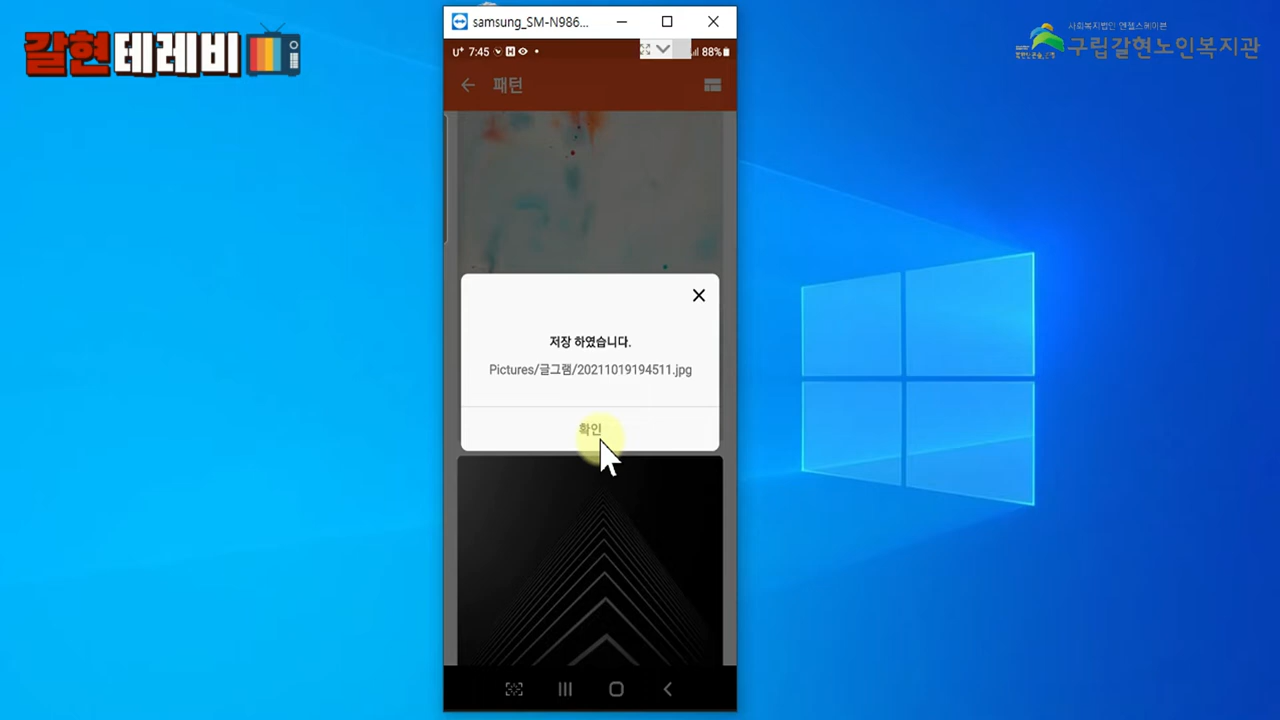 갈현테레비
사회복지법인 엔젤스헤이븐
구립갈현노인복지관
samsung_SM-N986...
U+ 7:45
88%
패턴
저장 하였습니다.
Pictures/글그램/20211019194511.jpg
확인